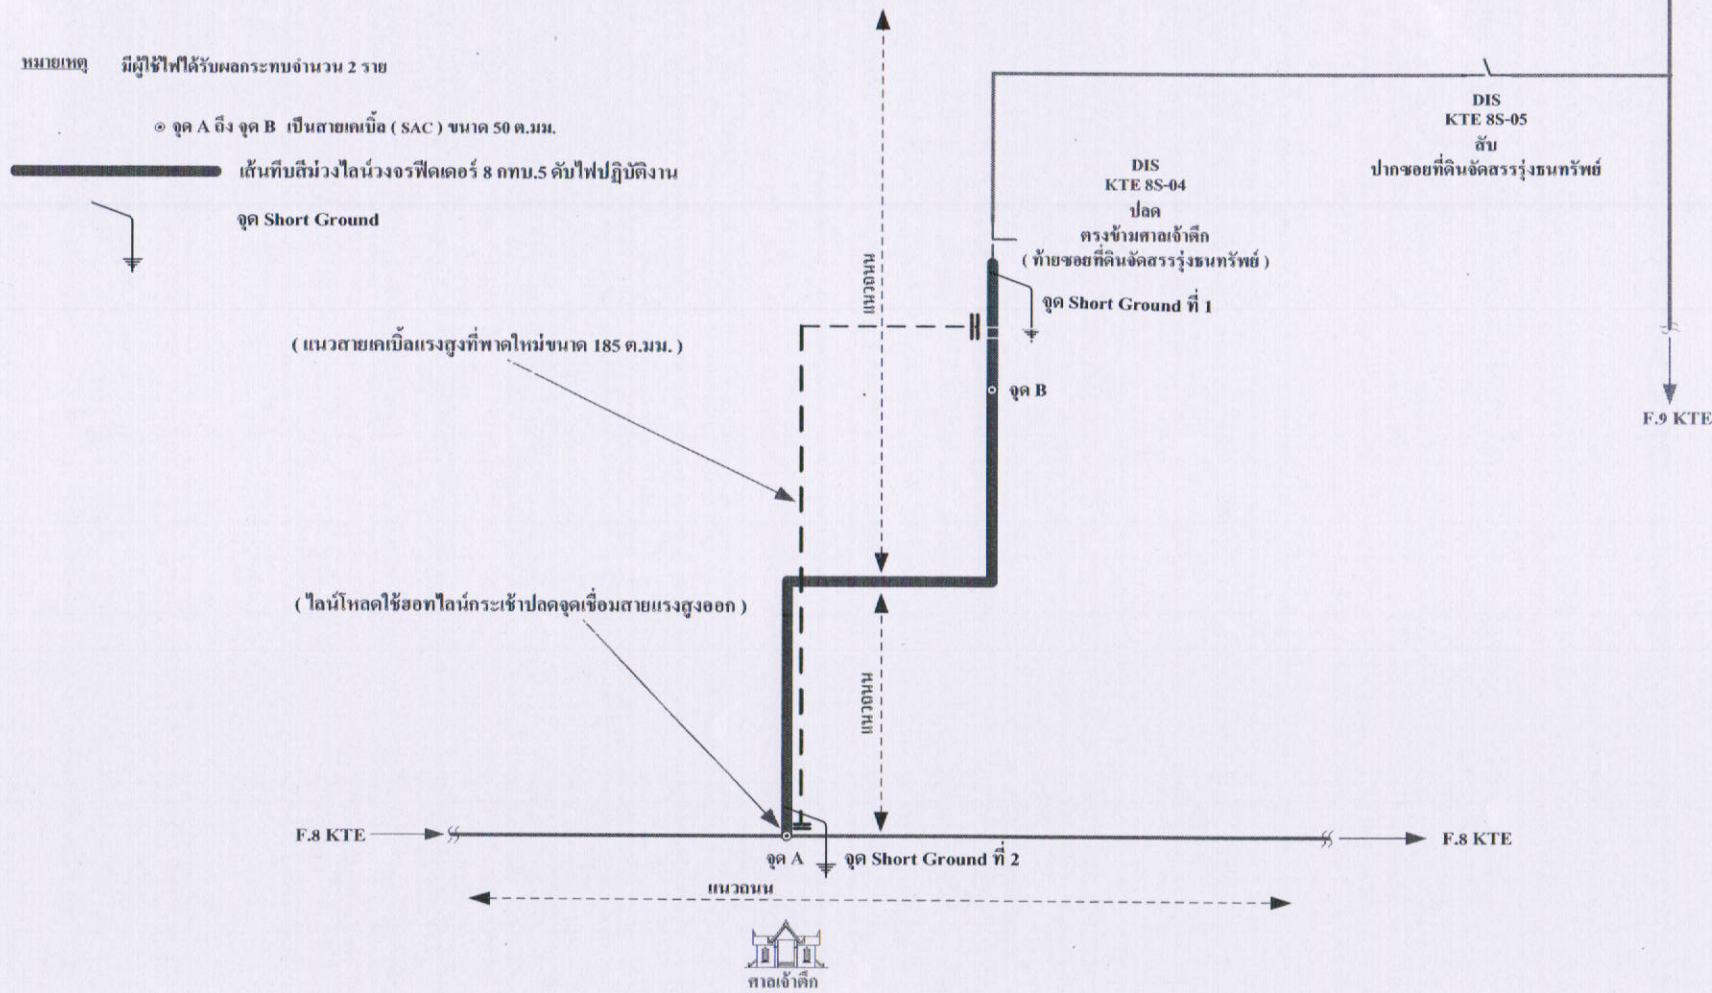 หมายเหตุ มีผู้ใช้ไฟได้รับผลกระทบจำนวน 2 ราย
จุด A ถึง จุด B เป็นสายเคเบิ้ล ( SAC ) ขนาด 50 ต.มม.
เส้นทึบสีม่วงไลน์วงจรฟีดเดอร์ 8 กทบ.5 ดับไฟปฏิบัติงาน
จุด Short Ground
DIS
KTE 8S-05
สับ
ปากซอยที่ดินจัดสรรรุ่งธนทรัพย์
DIS
KTE 8S-04
ปลด
ตรงข้ามศาลเจ้าตึก
( ท้ายซอยที่ดินจัดสรรรุ่งธนทรัพย์ )
แนวถนน
จุด Short Ground ที่ 1
( แนวสายเคเบิ้ลแรงสูงที่พาดใหม่ขนาด 185 ต.มม. )
จุด B
F.9 KTE
( ไลน์โหลดใช้ฮอทไลน์กระเช้าปลดจุดเชื่อมสายแรงสูงออก )
แนวถนน
F.8 KTE
F.8 KTE
จุด A
จุด Short Ground ที่ 2
แนวถนน
ศาลเจ้าตึก